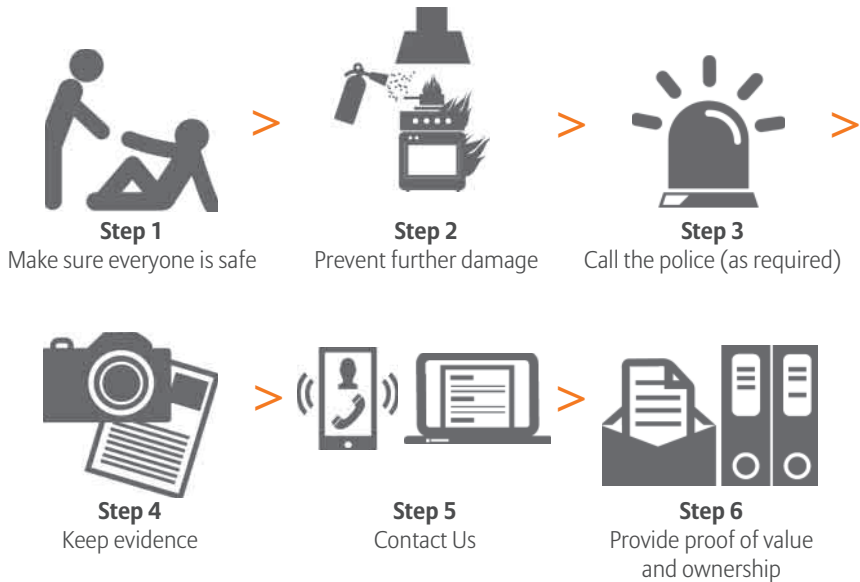 Step 1
Make sure everyone is safe
Step 2
Prevent further damage
Step 3
Call the police (as required)
Step 4
Keep evidence
Step 5
Contact Us
Step 6
Provide proof of value
and ownership